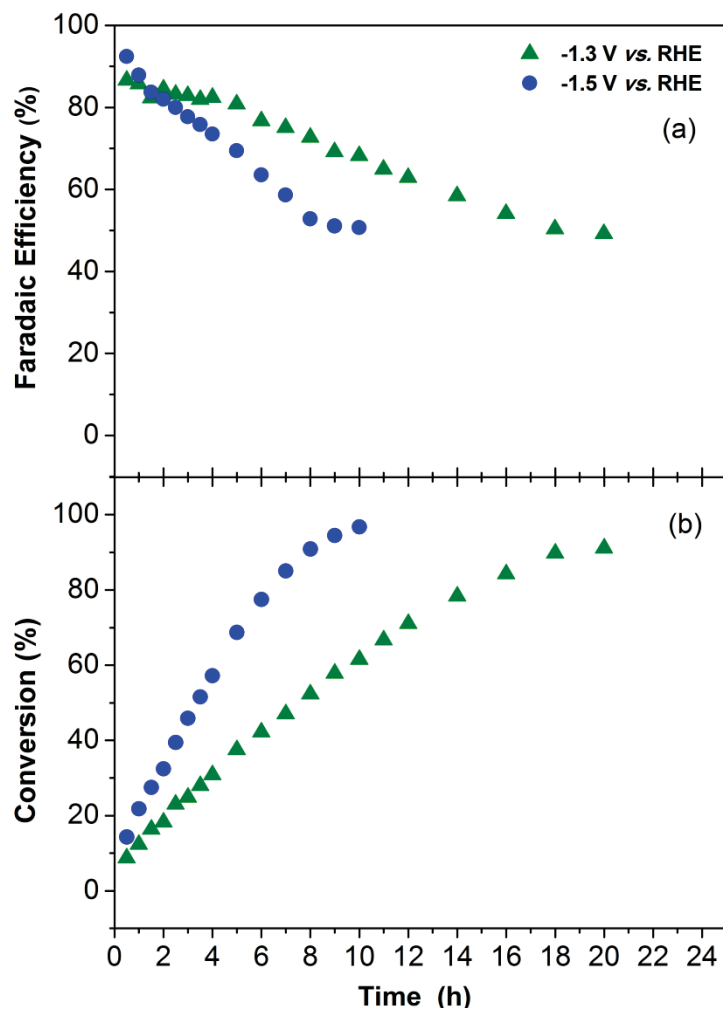 100
80
60
40
20
0
Faradaic Efficiency (%)
-1.3 V vs. RHE
-1.5 V vs. RHE
(a)
100
80
60
40
20
0
Conversion (%)
(b)
0 2 4 6 8 10 12 14 16 18 20 22 24
Time (h)